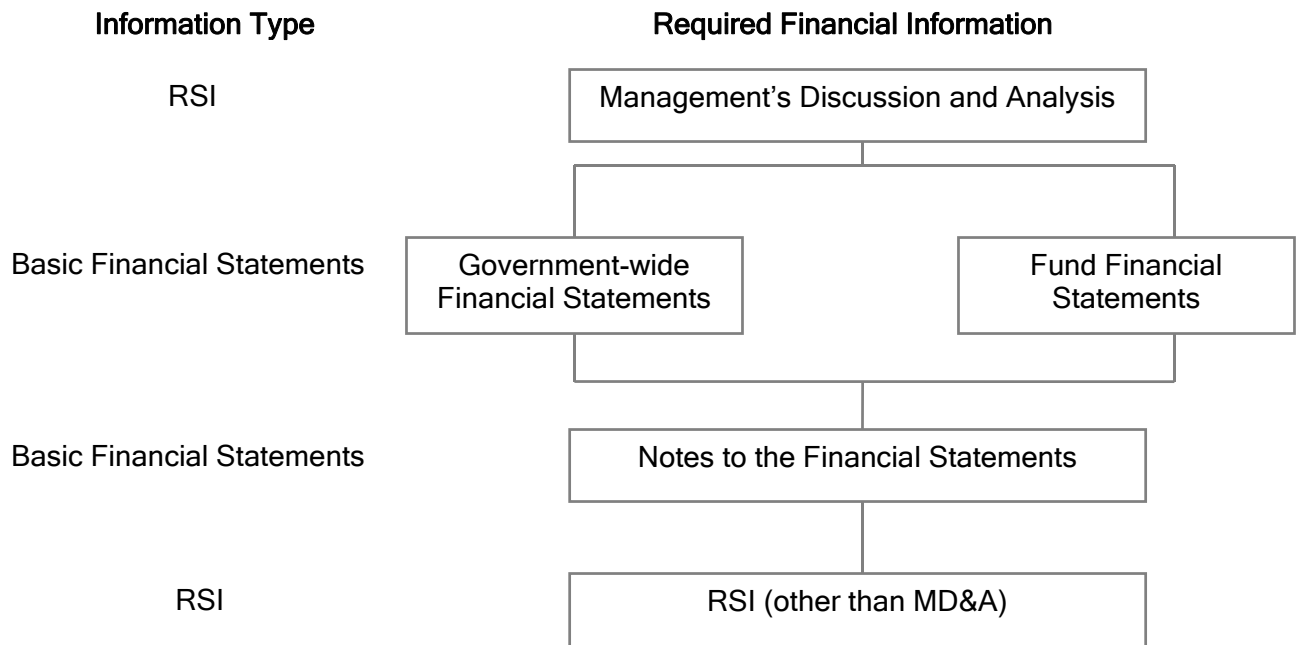 Information Type
Required Financial Information
RSI
Management's Discussion and Analysis
Basic Financial Statements
Government-wide
Financial Statements
Fund Financial
Statements
Basic Financial Statements
Notes to the Financial Statements
RSI
RSI (other than MD&A)